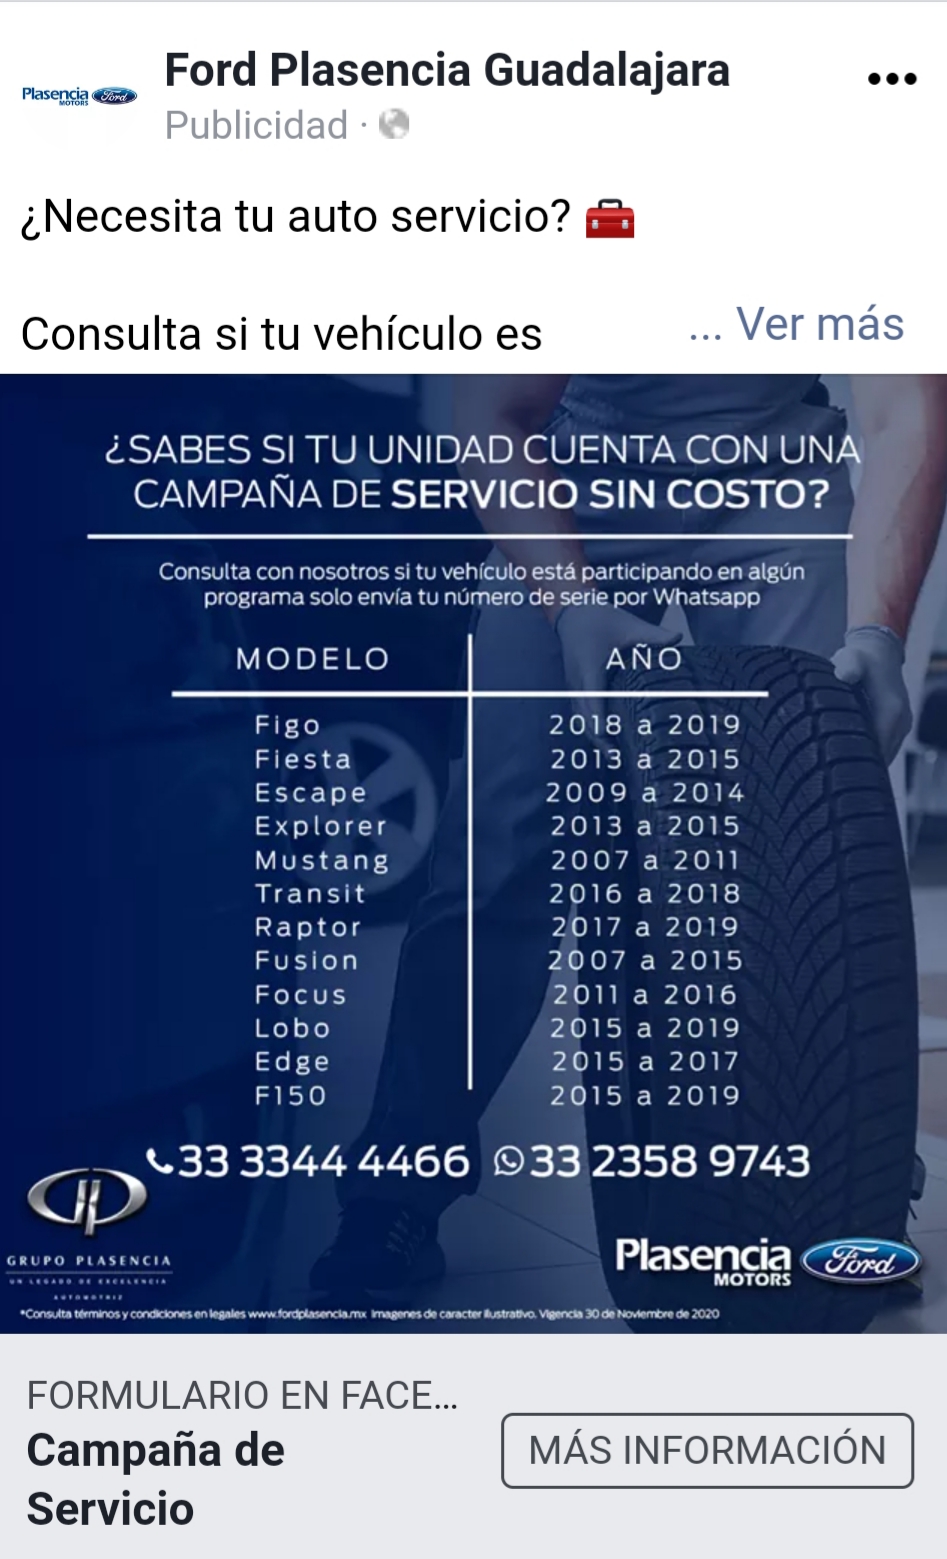 Plasencia Ford
MOTORS
Ford Plasencia Guadalajara
Publicidad ·
¿Necesita tu auto servicio?
Consulta si tu vehículo es
... Ver más
¿SABES SI TU UNIDAD CUENTA CON UNA
CAMPAÑA DE SERVICIO SIN COSTO?
Consulta con nosotros si tu vehículo está participando en algún
programa solo envía tu número de serie por Whatsapp
MODELO AÑO
Figo 2018 a 2019
Fiesta 2013 a 2015
Escape 2009 a 2014
Explorer 2013 a 2015
Mustang 2007 a 2011
Transit 2016 a 2018
Raptor 2017 a 2019
Fusion 2007 a 2015
Focus 2011 a 2016
Lobo 2015 a 2019
Edge 2015 a 2017
F150 2015 a 2019
33 3344 4466 33 2358 9743
GRUPO PLASENCIA
UN LEGADO DE EXCELENCIA
AUTOMOTRIZ
Plasencia Ford
MOTORS
*Consulta términos y condiciones en legales www.fordplasencia.mx Imagenes de caracter ilustrativo. Vigencia 30 de Noviembre de 2020
FORMULARIO EN FACE...
Campaña de
Servicio
MÁS INFORMACIÓN